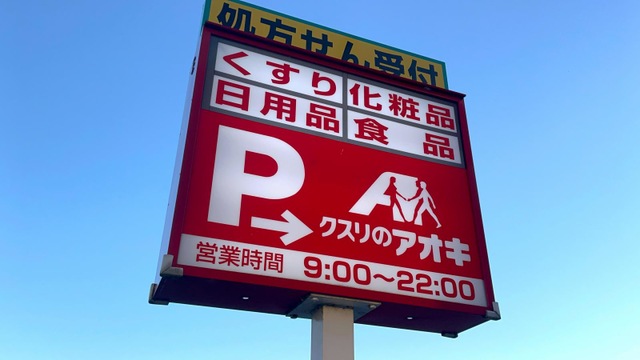 処方せん受付
くすり 化粧品
日用品 食品
P
クスリのアオキ
営業時間 9:00〜22:00